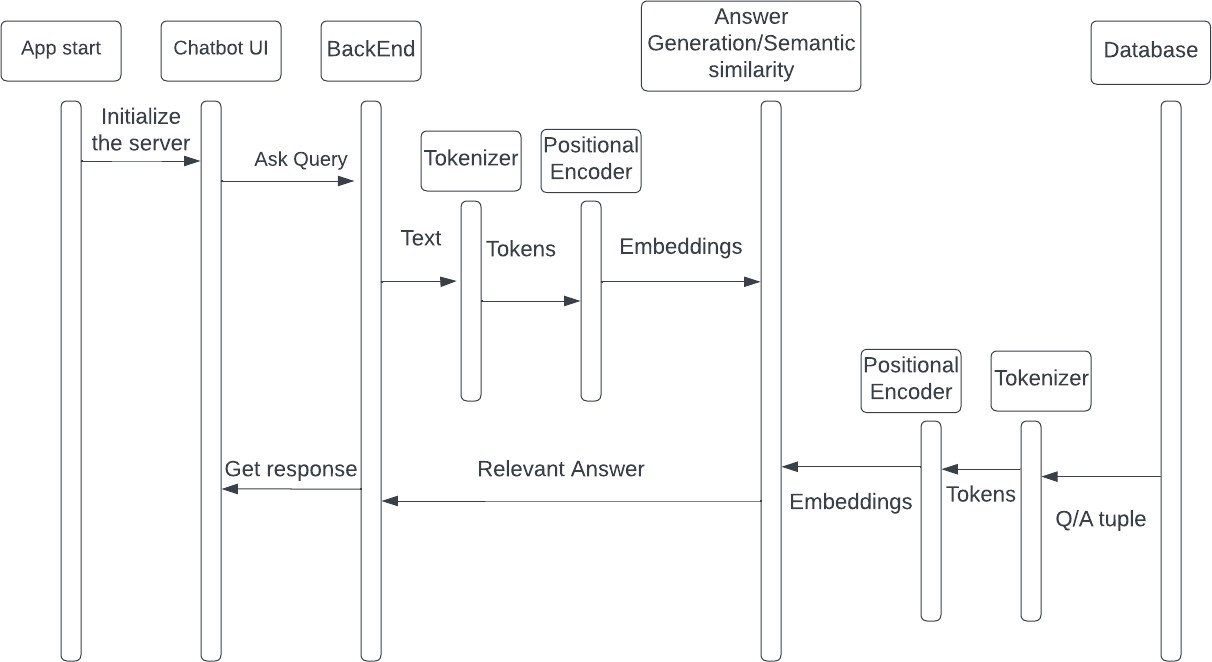 App start
Chatbot UI
BackEnd
Answer
Generation/Semantic
similarity
Database
Initialize
the server
Ask Query
Tokenizer
Positional
Encoder
Text
Tokens
Embeddings
Positional
Encoder
Tokenizer
Get response
Relevant Answer
Embeddings
Tokens
Q/A tuple